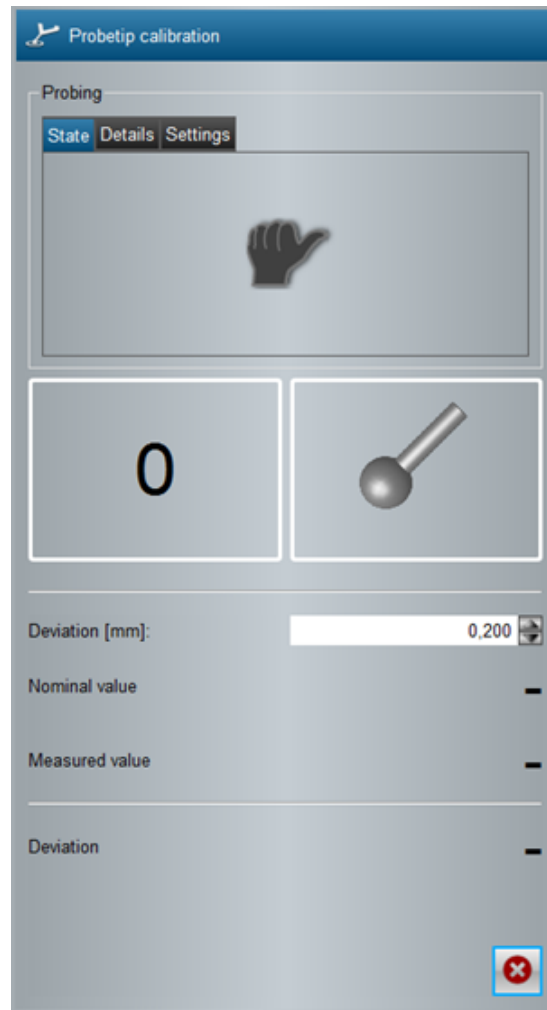 Probetip calibration
Probing
State Details Settings
0
Deviation [mm]: 0,200
Nominal value -
Measured value -
Deviation -